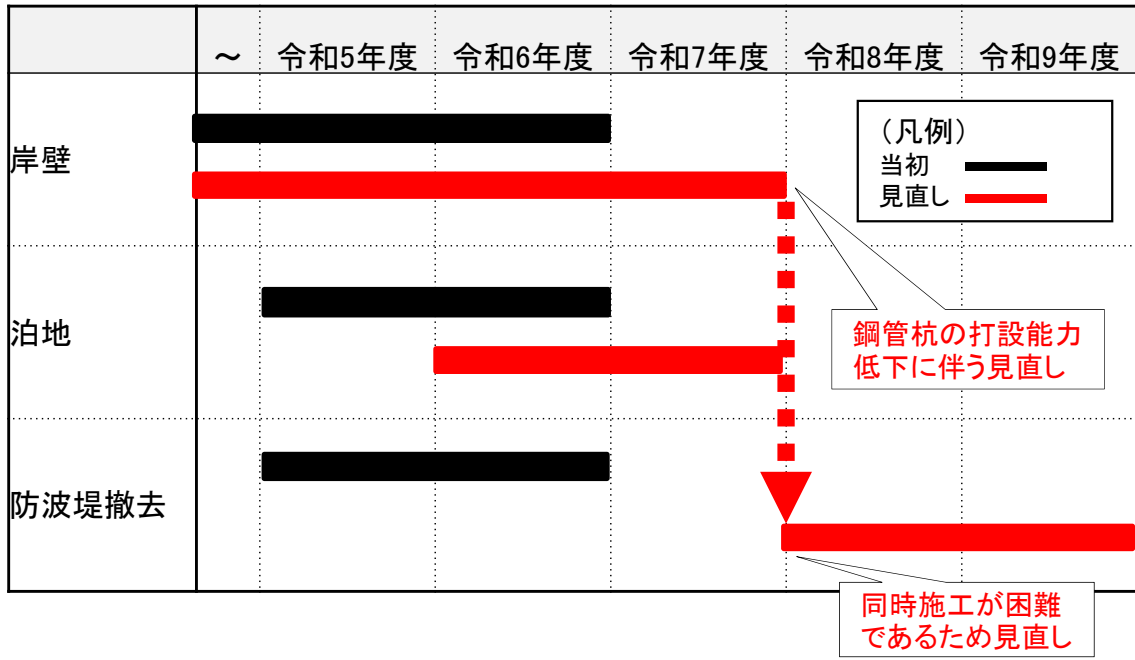 ～ 令和5年度 令和6年度 令和7年度 令和8年度 令和9年度
岸壁
（凡例）
当初
見直し
泊地
鋼管杭の打設能力
低下に伴う見直し
防波堤撤去
同時施工が困難
であるため見直し